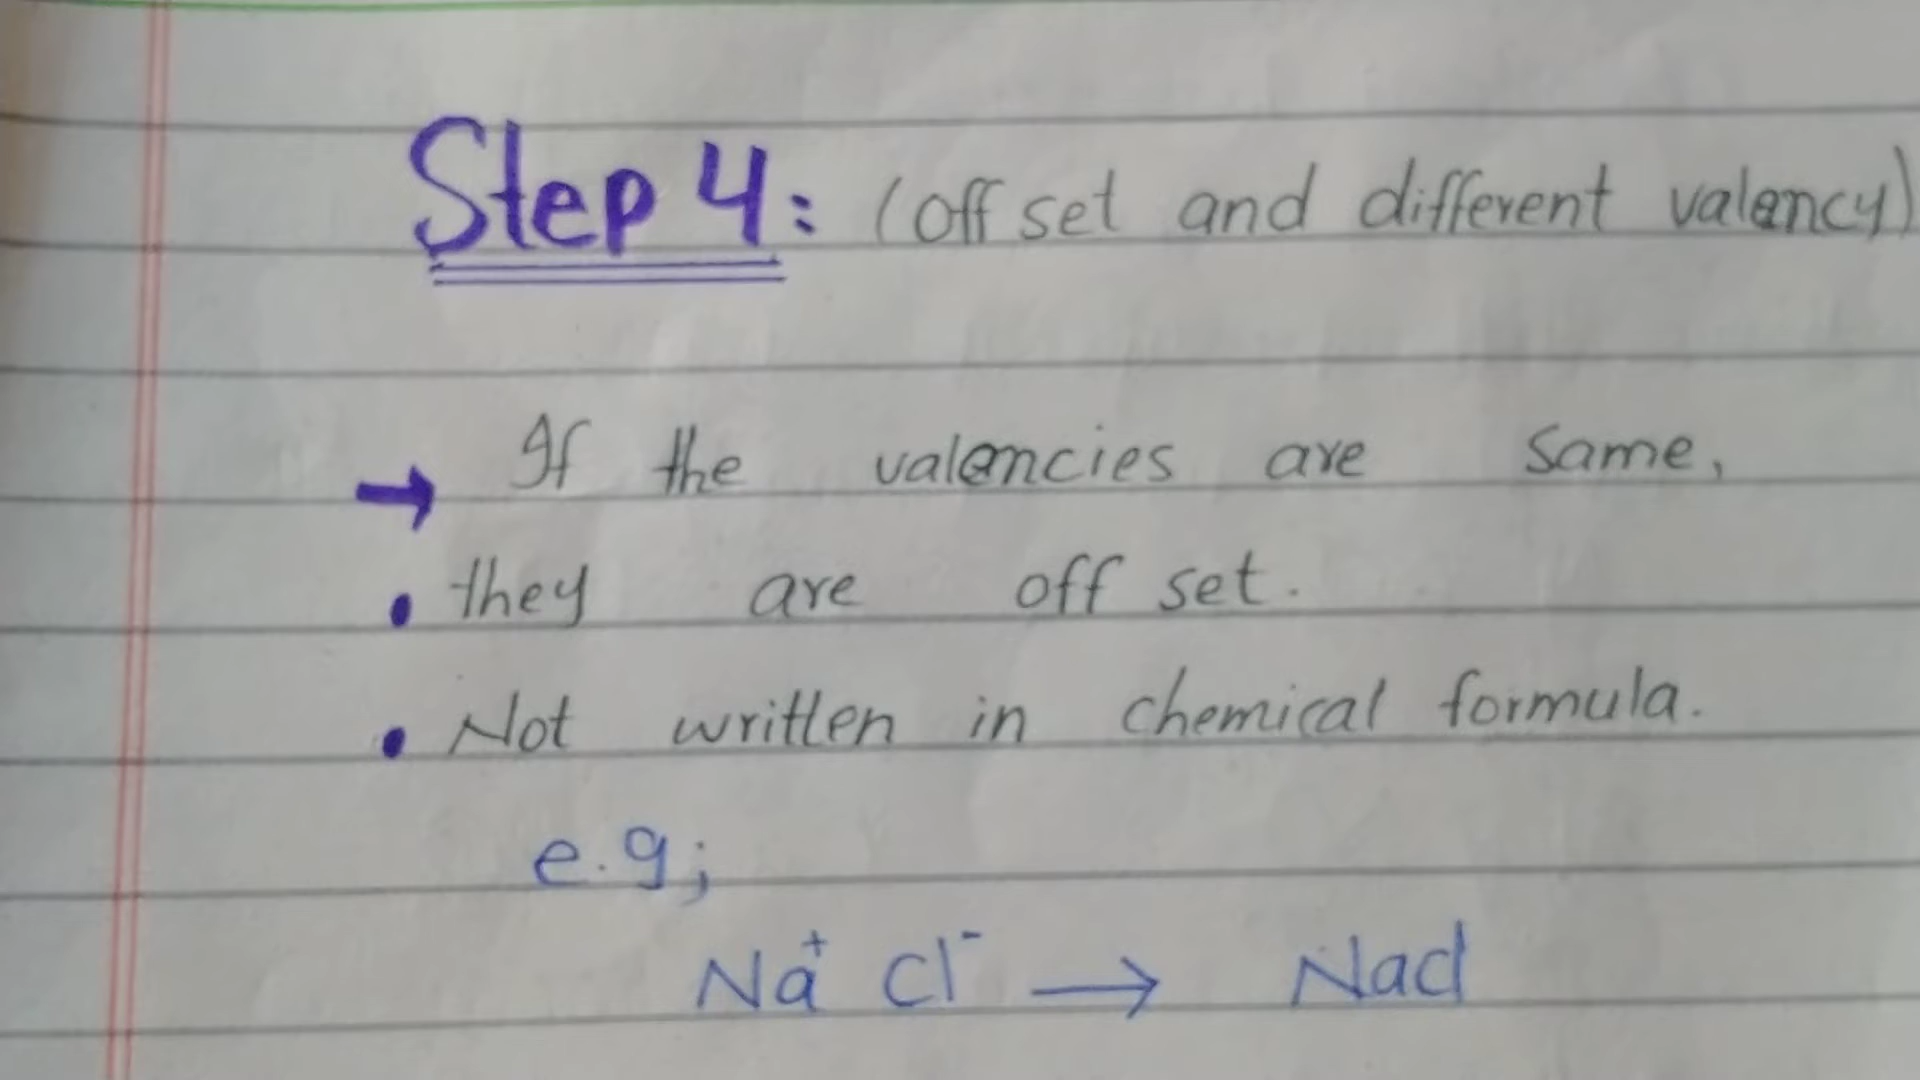 Step 4: (off set and different valency)
If the valencies are same,
they are off set.
Not written in chemical formula.
e.g;
Na⁺ Cl⁻ → Nacl